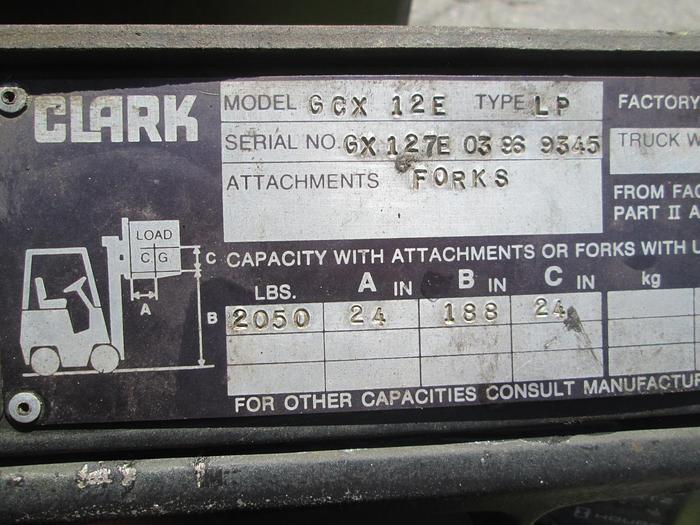 CLARK
MODEL GCX 12E TYPE LP
SERIAL NO. GX 127E 03 96 9345
ATTACHMENTS FORKS
FACTORY
TRUCK W
FROM FAC
PART II A
LOAD
C G
C
A
B
CAPACITY WITH ATTACHMENTS OR FORKS WITH U
LBS. A IN B IN C IN kg
2050 24 188 24
FOR OTHER CAPACITIES CONSULT MANUFACTU